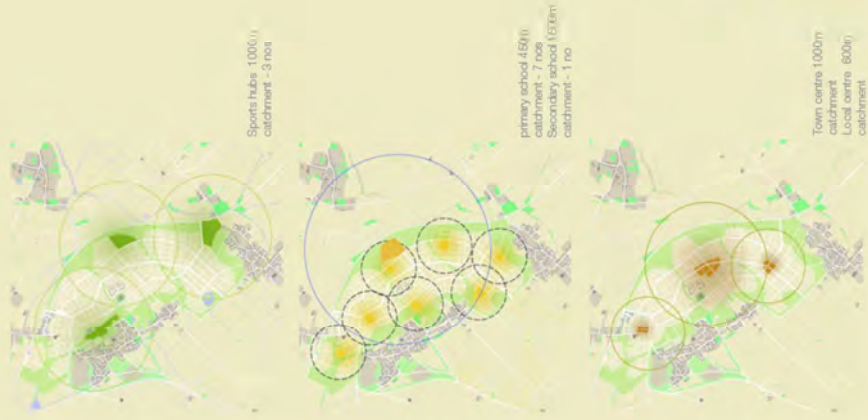 Sports hubs 1000m
catchment - 3 nos
primary school 450m
catchment - 7 nos
Secondary school 1500m
catchment - 1 no
Town centre 1000m
catchment
Local centre 600m
catchment